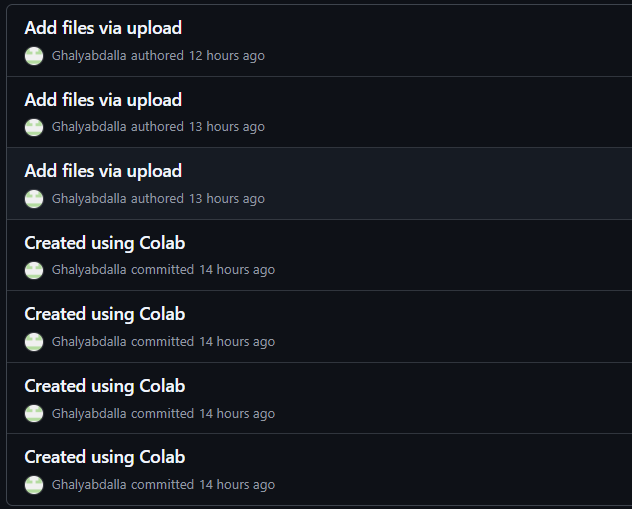 Add files via upload
Ghalyabdalla authored 12 hours ago
Add files via upload
Ghalyabdalla authored 13 hours ago
Add files via upload
Ghalyabdalla authored 13 hours ago
Created using Colab
Ghalyabdalla committed 14 hours ago
Created using Colab
Ghalyabdalla committed 14 hours ago
Created using Colab
Ghalyabdalla committed 14 hours ago
Created using Colab
Ghalyabdalla committed 14 hours ago